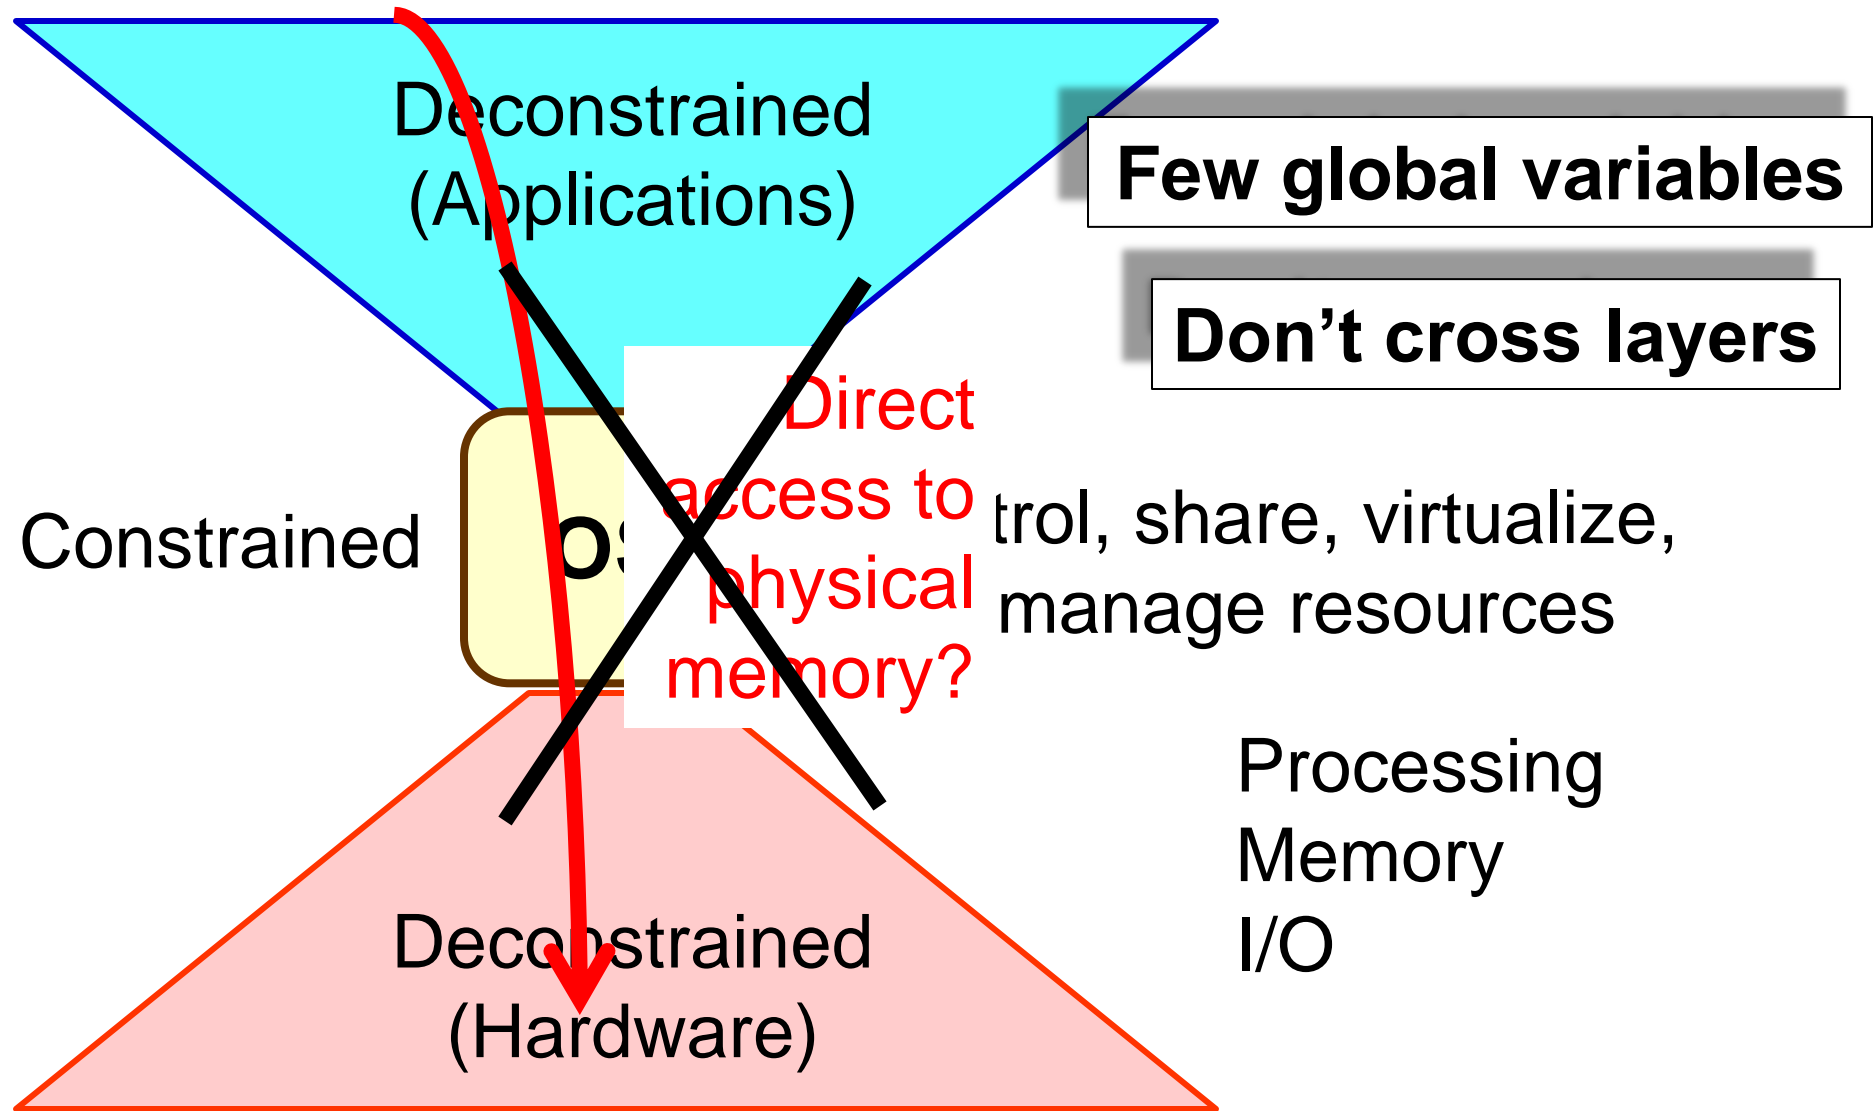 Deconstrained
(Applications)
Few global variables
Don’t cross layers
Direct
access to
physical
memory?
Constrained
OS
trol, share, virtualize,
manage resources
Processing
Memory
I/O
Deconstrained
(Hardware)